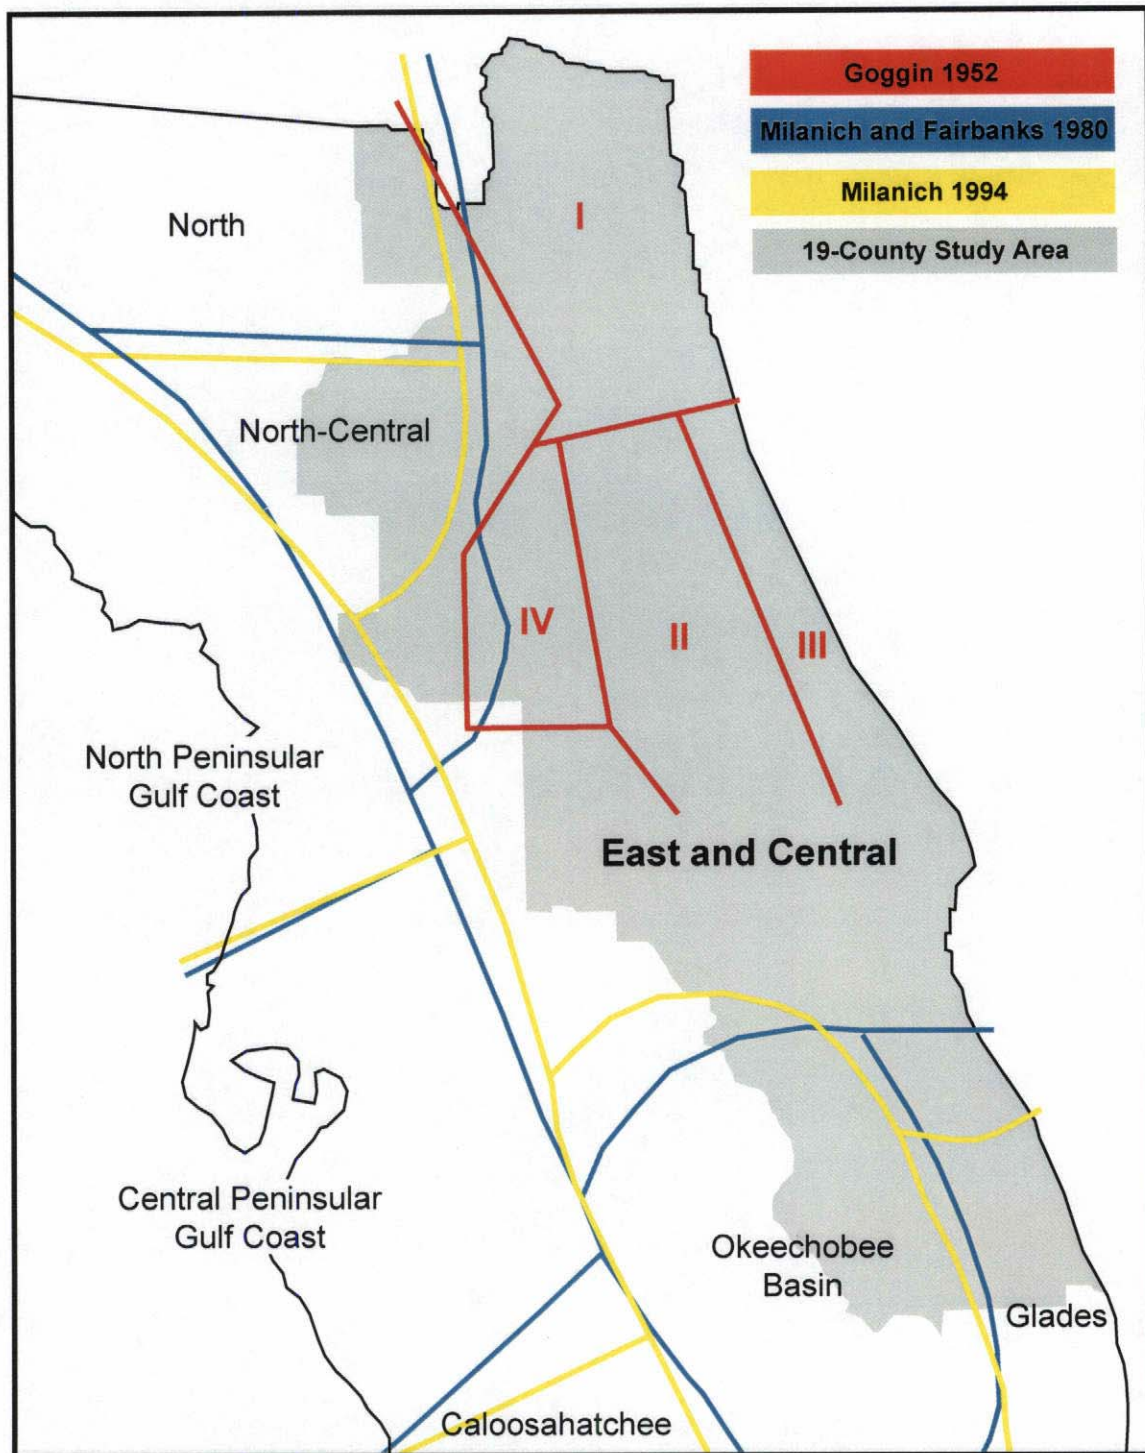 Goggin 1952
Milanich and Fairbanks 1980
Milanich 1994
19-County Study Area
I
North
North-Central
IV
II
III
North Peninsular
Gulf Coast
East and Central
Central Peninsular
Gulf Coast
Okeechobee
Basin
Glades
Caloosahatchee